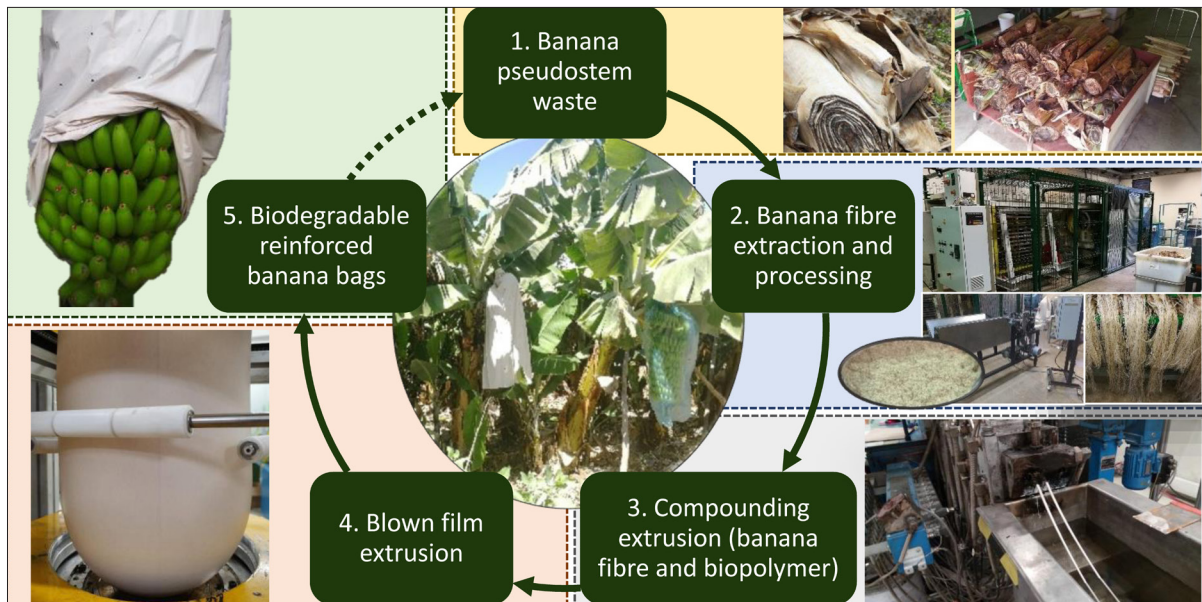 1. Banana
pseudostem
waste
2. Banana fibre
extraction and
processing
3. Compounding
extrusion (banana
fibre and biopolymer)
4. Blown film
extrusion
5. Biodegradable
reinforced
banana bags